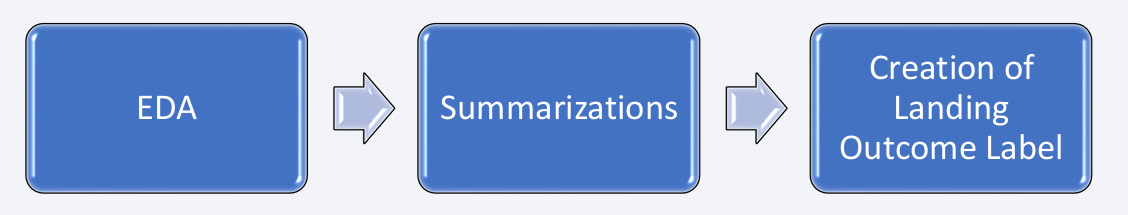 EDA
Summarizations
Creation of
Landing
Outcome Label